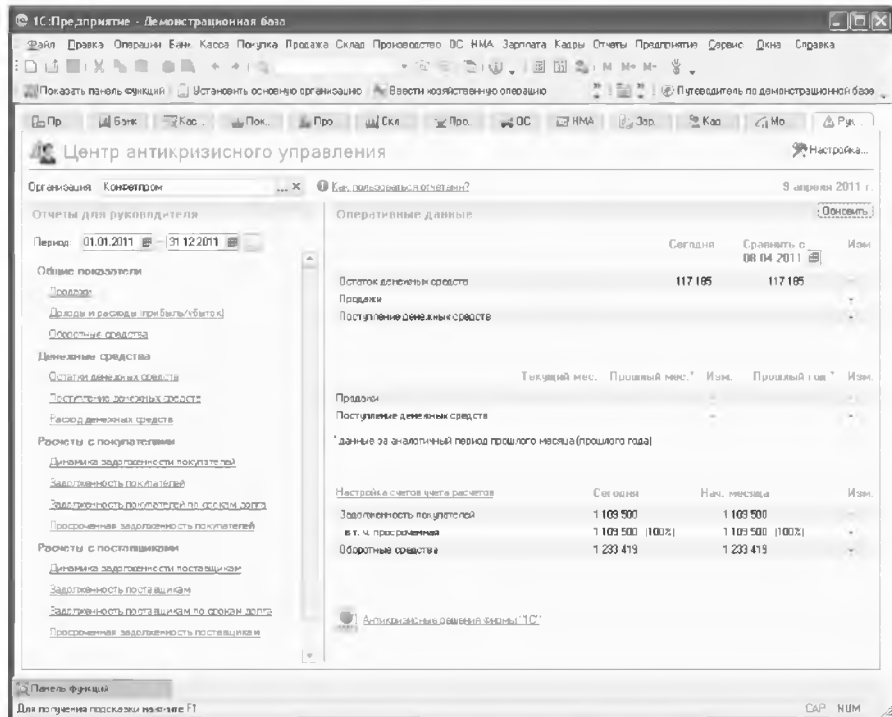 1С:Предприятие - Демонстрационная база
Файл Правка Операции Банк Касса Покупка Продажа Склад Производство ОС НМА Зарплата Кадры Отчеты Предприятие Сервис Окна Справка
M M+ M-
Показать панель функций Установить основную организацию Ввести хозяйственную операцию Путеводитель по демонстрационной базе
Пр... Банк Кас... Пок... Про... Скл... Про... ОС НМА Зар... Кад... Мо... Рук...
Центр антикризисного управления
Настройка...
Организация Конфетпром ... × Как пользоваться отчетами? 9 апреля 2011 г.
Отчеты для руководителя
Период 01.01.2011 – 31.12.2011 ...
Общие показатели
Продажи
Доходы и расходы (прибыль/убыток)
Оборотные средства
Денежные средства
Остатки денежных средств
Поступление денежных средств
Расход денежных средств
Расчеты с покупателями
Динамика задолженности покупателей
Задолженность покупателей
Задолженность покупателей по срокам долга
Просроченная задолженность покупателей
Расчеты с поставщиками
Динамика задолженности поставщикам
Задолженность поставщикам
Задолженность поставщикам по срокам долга
Просроченная задолженность поставщикам
Оперативные данные Обновить
Сегодня Сравнить с 08.04.2011 Изм
Остаток денежных средств 117 185 117 185 -
Продажи -
Поступление денежных средств -
Текущий мес. Прошлый мес.* Изм. Прошлый год * Изм.
Продажи - -
Поступление денежных средств - -
* данные за аналогичный период прошлого месяца (прошлого года)
Настройка счетов учета расчетов Сегодня Нач. месяца Изм.
Задолженность покупателей 1 109 500 1 109 500 -
в т. ч. просроченная 1 109 500 (100%) 1 109 500 (100%) -
Оборотные средства 1 233 419 1 233 419 -
Антикризисные решения фирмы "1С"
Панель функций
Для получения подсказки нажмите F1 CAP NUM